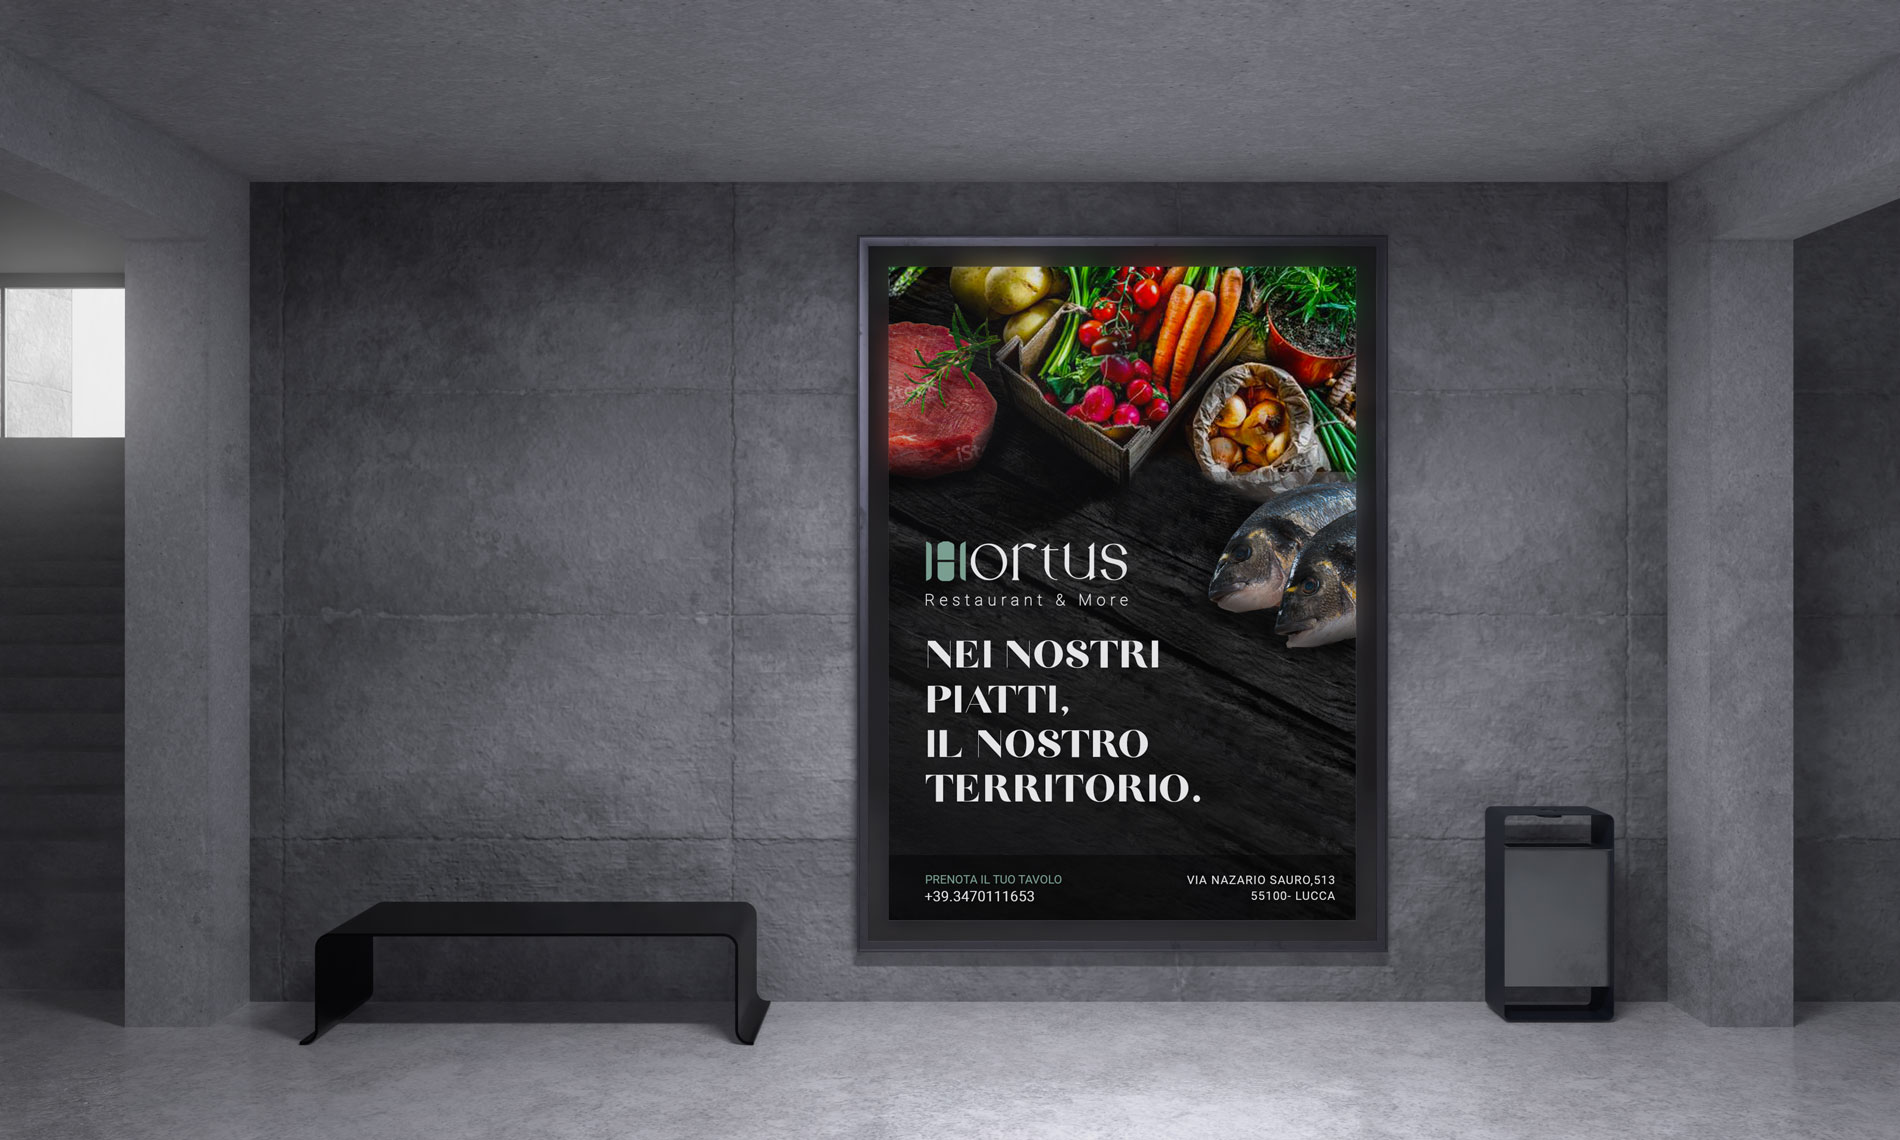 Hortus
Restaurant & More
NEI NOSTRI
PIATTI,
IL NOSTRO
TERRITORIO.
PRENOTA IL TUO TAVOLO
+39.3470111653
VIA NAZARIO SAURO,513
55100- LUCCA